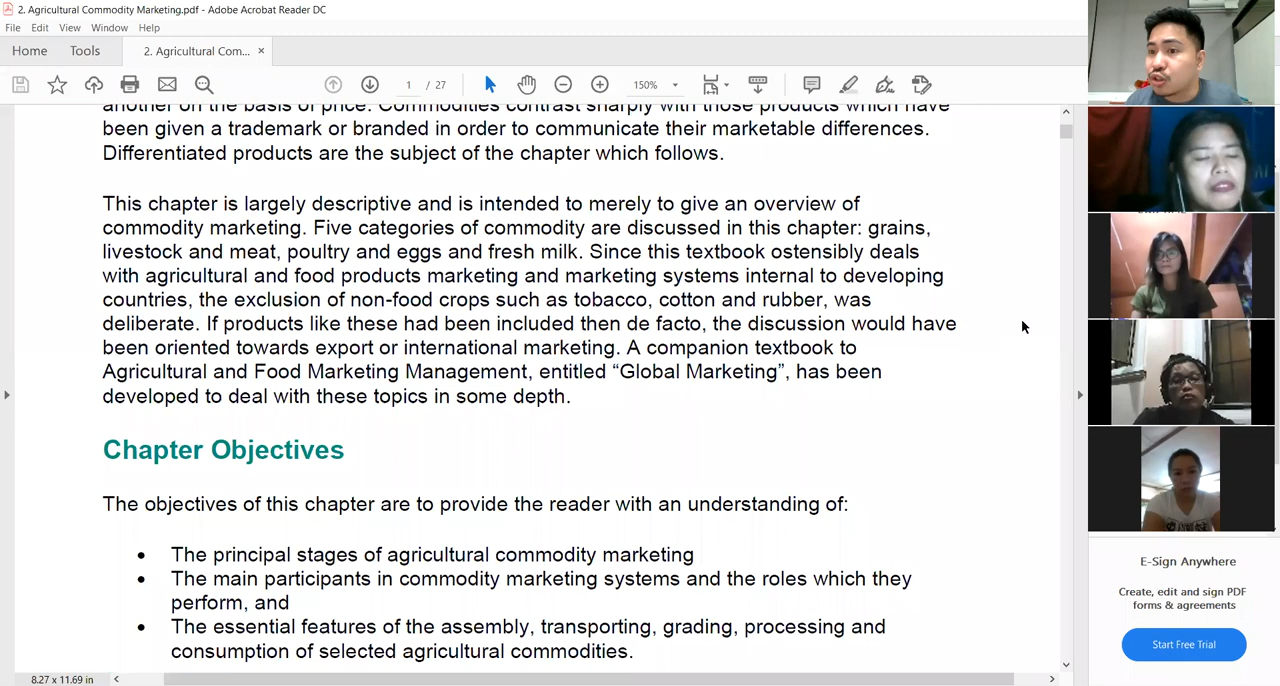 2. Agricultural Commodity Marketing.pdf - Adobe Acrobat Reader DC
File Edit View Window Help
Home Tools 2. Agricultural Com... ×
1 / 27 150%
another on the basis of price. Commodities contrast sharply with those products which have
been given a trademark or branded in order to communicate their marketable differences.
Differentiated products are the subject of the chapter which follows.
This chapter is largely descriptive and is intended to merely to give an overview of
commodity marketing. Five categories of commodity are discussed in this chapter: grains,
livestock and meat, poultry and eggs and fresh milk. Since this textbook ostensibly deals
with agricultural and food products marketing and marketing systems internal to developing
countries, the exclusion of non-food crops such as tobacco, cotton and rubber, was
deliberate. If products like these had been included then de facto, the discussion would have
been oriented towards export or international marketing. A companion textbook to
Agricultural and Food Marketing Management, entitled “Global Marketing”, has been
developed to deal with these topics in some depth.
Chapter Objectives
The objectives of this chapter are to provide the reader with an understanding of:
• The principal stages of agricultural commodity marketing
• The main participants in commodity marketing systems and the roles which they
perform, and
• The essential features of the assembly, transporting, grading, processing and
consumption of selected agricultural commodities.
8.27 x 11.69 in
E-Sign Anywhere
Create, edit and sign PDF
forms & agreements
Start Free Trial